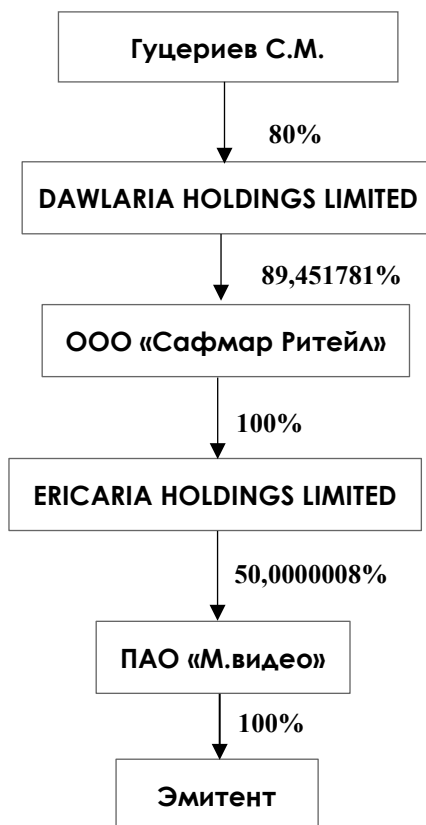 Гуцериев С.М.
80%
DAWLARIA HOLDINGS LIMITED
89,451781%
ООО «Сафмар Ритейл»
100%
ERICARIA HOLDINGS LIMITED
50,0000008%
ПАО «М.видео»
100%
Эмитент